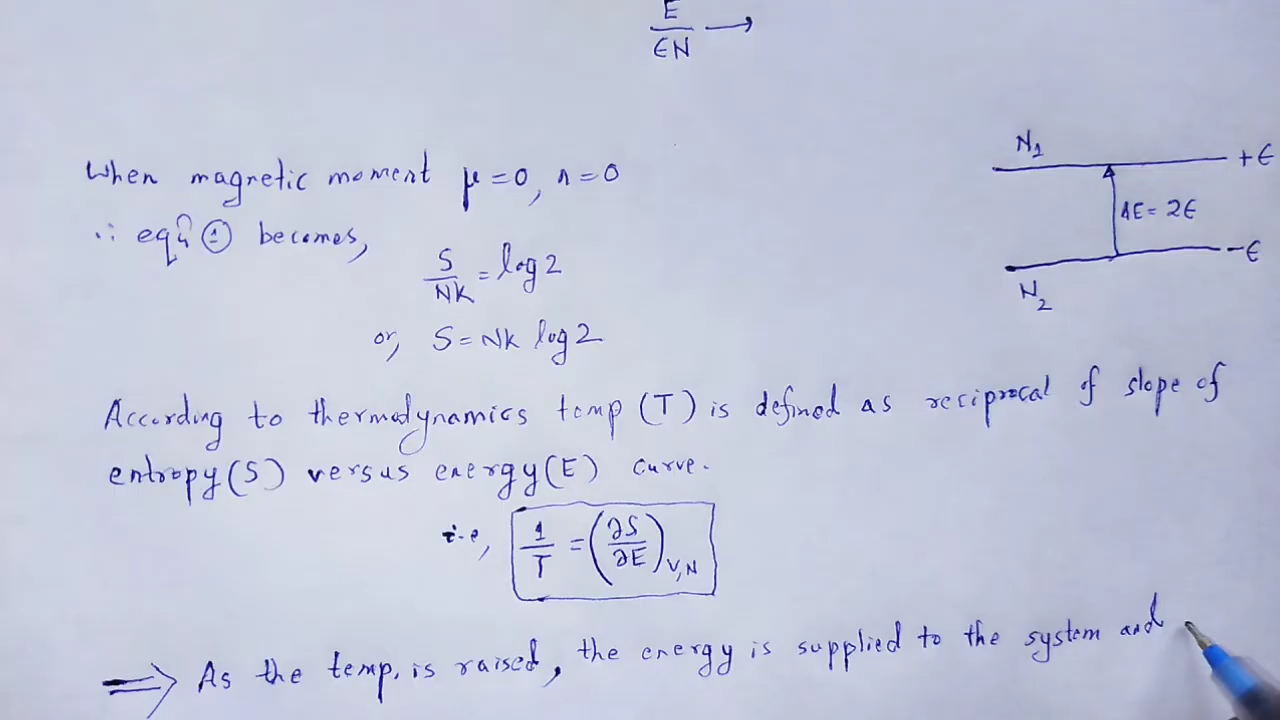 E
ЄN →
N1
+Є
When magnetic moment μ=0, n=0
ΔE = 2Є
∴ eqn ① becomes,
-Є
S/NK = log 2
N2
or, S = NK log 2
According to thermodynamics temp (T) is defined as reciprocal of slope of
entropy(S) versus energy(E) curve.
i.e, 1/T = (∂S/∂E)V,N
⇒ As the temp. is raised, the energy is supplied to the system and